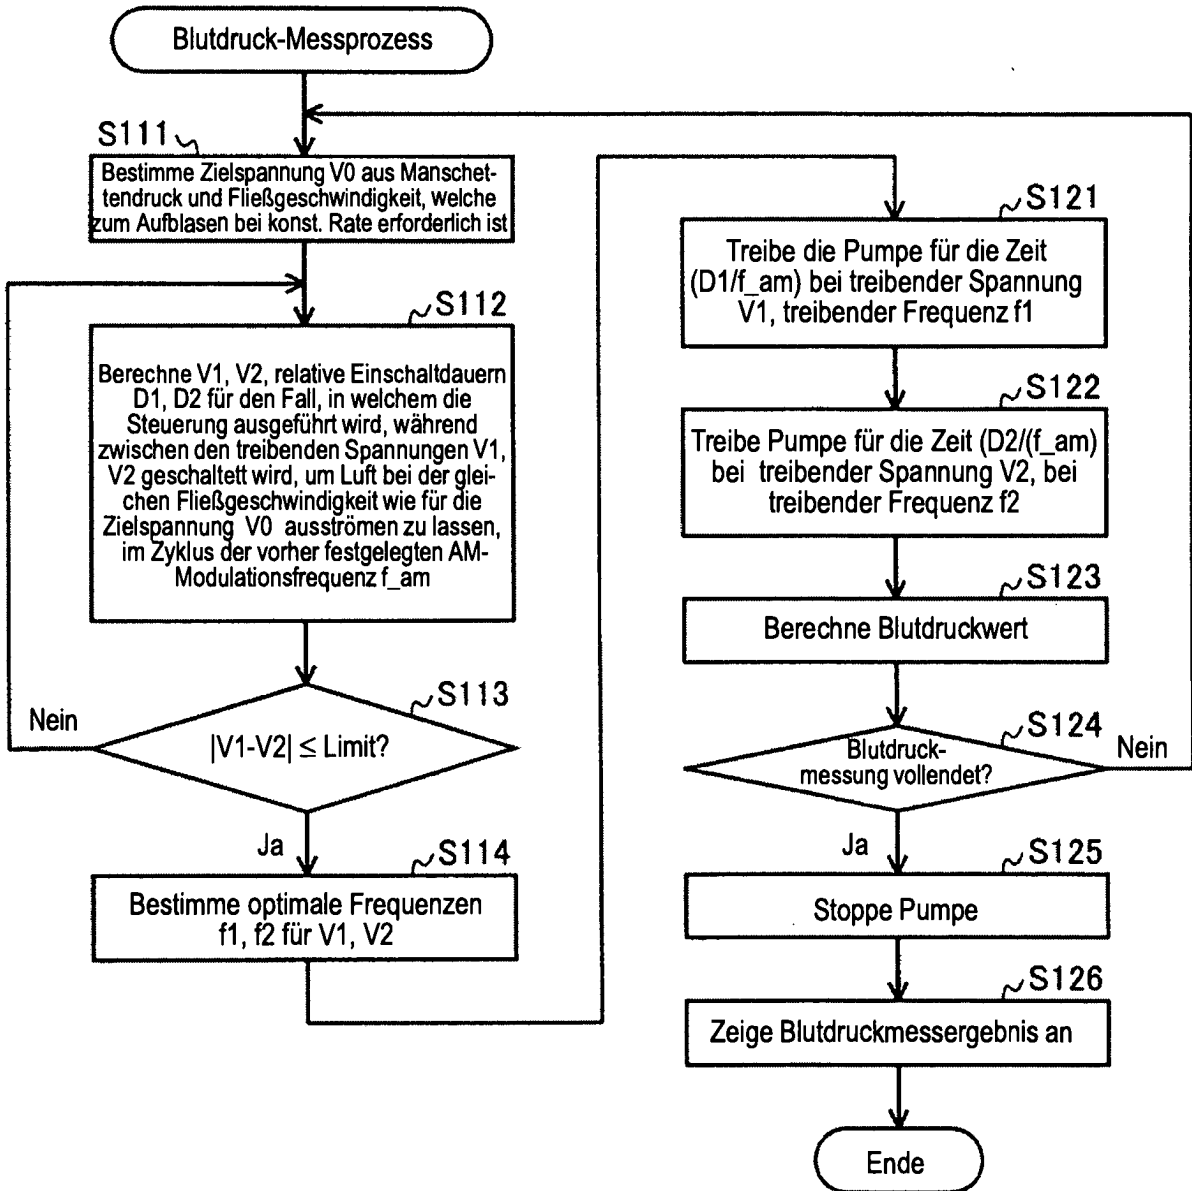 Blutdruck-Messprozess
S111
Bestimme Zielspannung V0 aus Manschet-
tendruck und Fließgeschwindigkeit, welche
zum Aufblasen bei konst. Rate erforderlich ist
S112
Berechne V1, V2, relative Einschaltdauern
D1, D2 für den Fall, in welchem die
Steuerung ausgeführt wird, während
zwischen den treibenden Spannungen V1,
V2 geschaltett wird, um Luft bei der glei-
chen Fließgeschwindigkeit wie für die
Zielspannung V0 ausströmen zu lassen,
im Zyklus der vorher festgelegten AM-
Modulationsfrequenz f_am
S113
Nein
|V1-V2| ≤ Limit?
Ja
S114
Bestimme optimale Frequenzen
f1, f2 für V1, V2
S121
Treibe die Pumpe für die Zeit
(D1/f_am) bei treibender Spannung
V1, treibender Frequenz f1
S122
Treibe Pumpe für die Zeit (D2/(f_am)
bei treibender Spannung V2, bei
treibender Frequenz f2
S123
Berechne Blutdruckwert
S124
Blutdruck-
messung vollendet?
Nein
Ja
S125
Stoppe Pumpe
S126
Zeige Blutdruckmessergebnis an
Ende